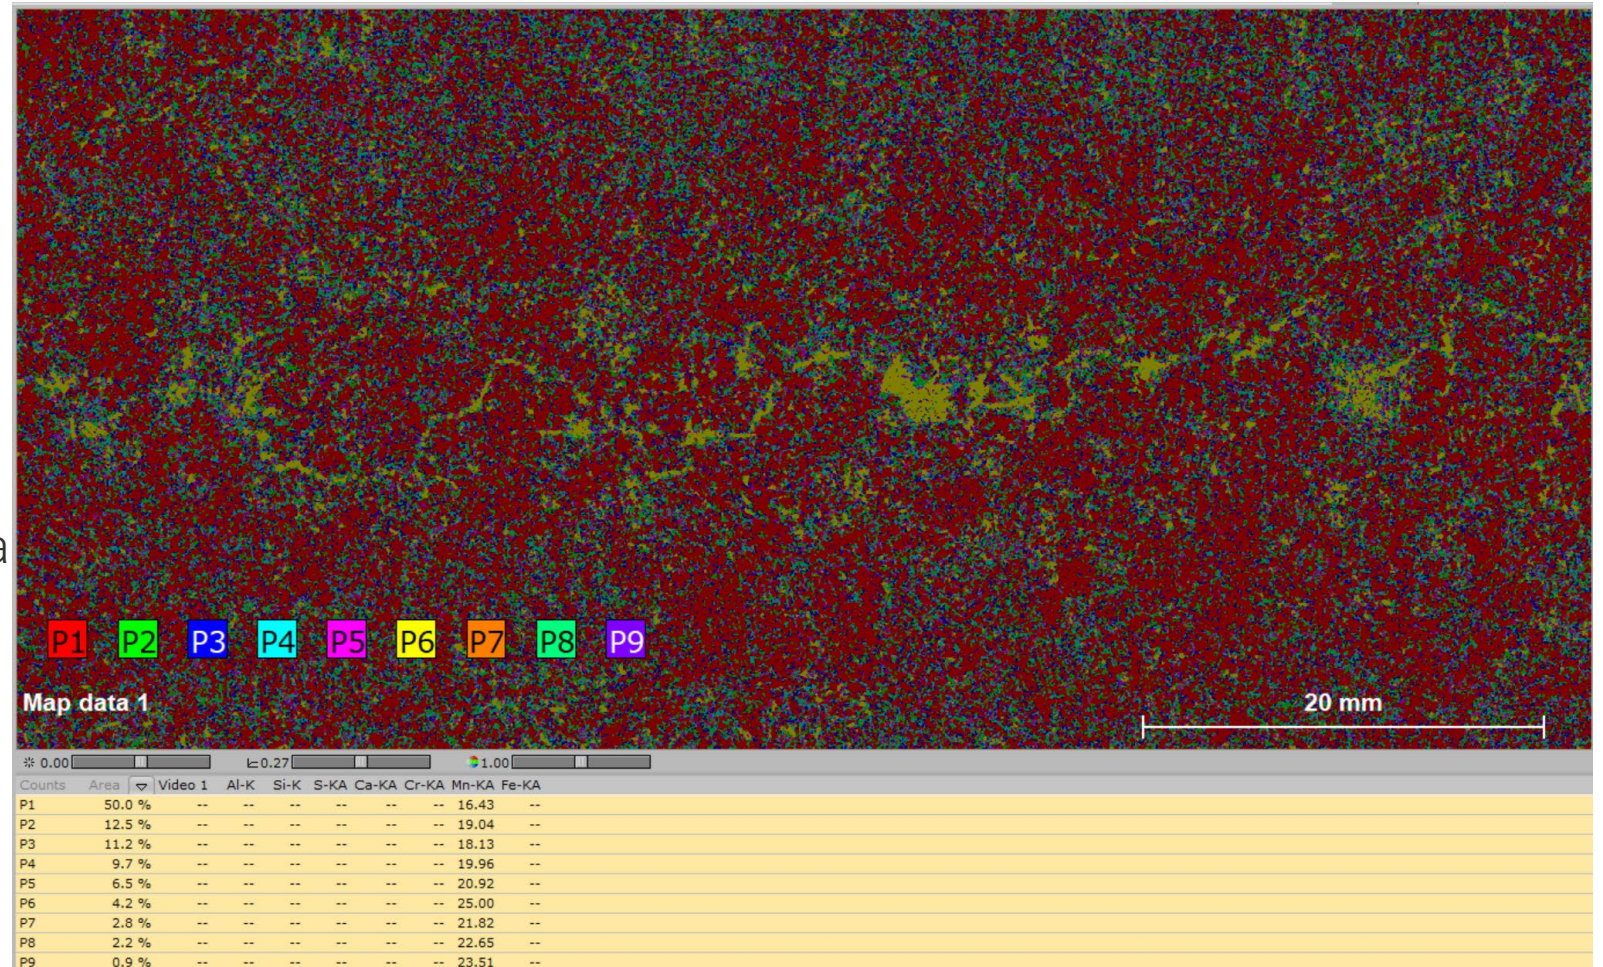 a
P1 P2 P3 P4 P5 P6 P7 P8 P9
Map data 1
20 mm
0.00 0.27 1.00
Counts Area Video 1 Al-K Si-K S-KA Ca-KA Cr-KA Mn-KA Fe-KA
P1 50.0 % -- -- -- -- -- -- 16.43 --
P2 12.5 % -- -- -- -- -- -- 19.04 --
P3 11.2 % -- -- -- -- -- -- 18.13 --
P4 9.7 % -- -- -- -- -- -- 19.96 --
P5 6.5 % -- -- -- -- -- -- 20.92 --
P6 4.2 % -- -- -- -- -- -- 25.00 --
P7 2.8 % -- -- -- -- -- -- 21.82 --
P8 2.2 % -- -- -- -- -- -- 22.65 --
P9 0.9 % -- -- -- -- -- -- 23.51 --